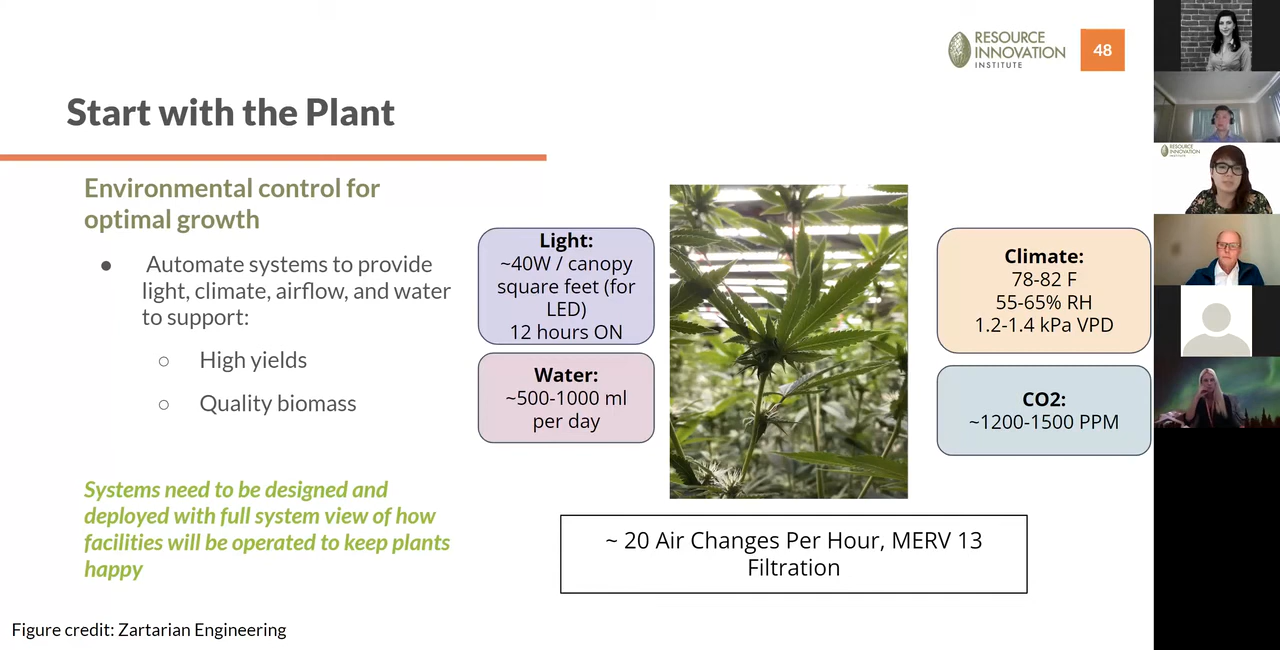 RESOURCE
INNOVATION
INSTITUTE
48
Start with the Plant
Environmental control for
optimal growth
● Automate systems to provide
light, climate, airflow, and water
to support:
○ High yields
○ Quality biomass
Systems need to be designed and
deployed with full system view of how
facilities will be operated to keep plants
happy
Light:
~40W / canopy
square feet (for
LED)
12 hours ON
Water:
~500-1000 ml
per day
Climate:
78-82 F
55-65% RH
1.2-1.4 kPa VPD
CO2:
~1200-1500 PPM
~ 20 Air Changes Per Hour, MERV 13
Filtration
Figure credit: Zartarian Engineering
RESOURCE
INNOVATION
INSTITUTE